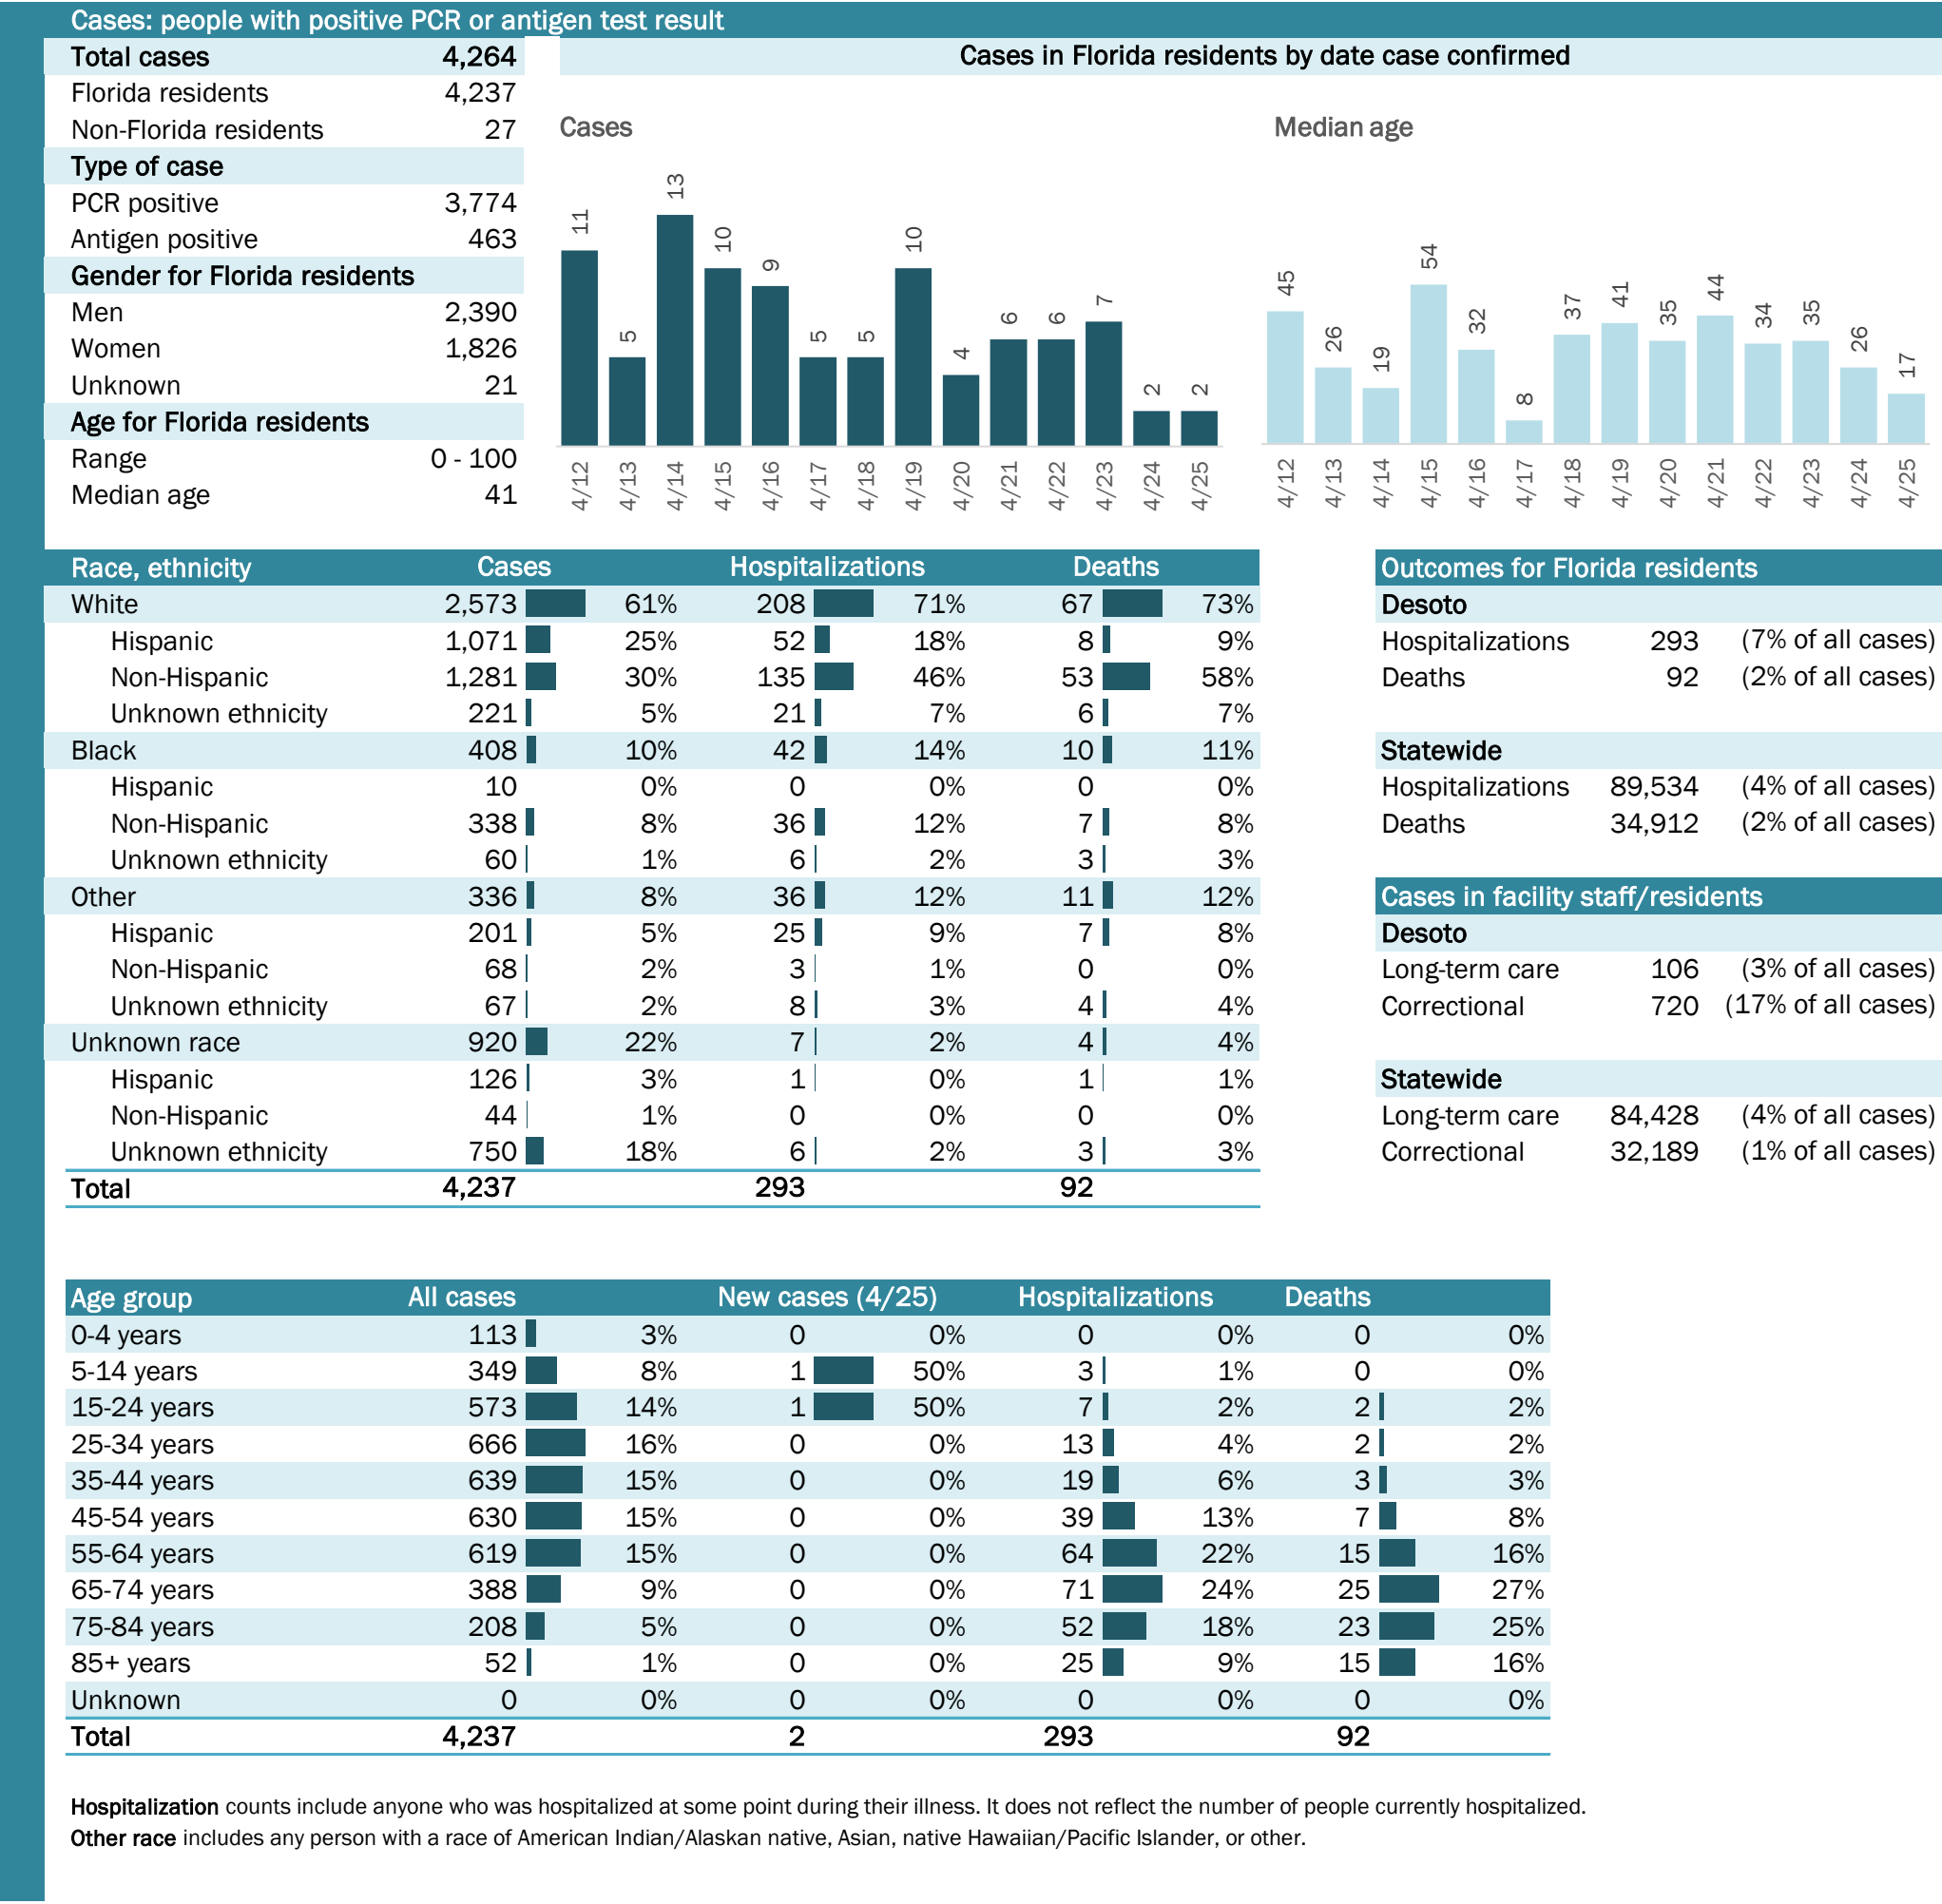 Cases: people with positive PCR or antigen test result
Total cases 4,264
Florida residents 4,237
Non-Florida residents 27
Type of case
PCR positive 3,774
Antigen positive 463
Gender for Florida residents
Men 2,390
Women 1,826
Unknown 21
Age for Florida residents
Range 0 - 100
Median age 41
Cases in Florida residents by date case confirmed
Cases
11 5 13 10 9 5 5 10 4 6 6 7 2 2
4/12 4/13 4/14 4/15 4/16 4/17 4/18 4/19 4/20 4/21 4/22 4/23 4/24 4/25
Median age
45 26 19 54 32 8 37 41 35 44 34 35 26 17
4/12 4/13 4/14 4/15 4/16 4/17 4/18 4/19 4/20 4/21 4/22 4/23 4/24 4/25
Race, ethnicity Cases Hospitalizations Deaths
White 2,573 61% 208 71% 67 73%
Hispanic 1,071 25% 52 18% 8 9%
Non-Hispanic 1,281 30% 135 46% 53 58%
Unknown ethnicity 221 5% 21 7% 6 7%
Black 408 10% 42 14% 10 11%
Hispanic 10 0% 0 0% 0 0%
Non-Hispanic 338 8% 36 12% 7 8%
Unknown ethnicity 60 1% 6 2% 3 3%
Other 336 8% 36 12% 11 12%
Hispanic 201 5% 25 9% 7 8%
Non-Hispanic 68 2% 3 1% 0 0%
Unknown ethnicity 67 2% 8 3% 4 4%
Unknown race 920 22% 7 2% 4 4%
Hispanic 126 3% 1 0% 1 1%
Non-Hispanic 44 1% 0 0% 0 0%
Unknown ethnicity 750 18% 6 2% 3 3%
Total 4,237 293 92
Outcomes for Florida residents
Desoto
Hospitalizations 293 (7% of all cases)
Deaths 92 (2% of all cases)
Statewide
Hospitalizations 89,534 (4% of all cases)
Deaths 34,912 (2% of all cases)
Cases in facility staff/residents
Desoto
Long-term care 106 (3% of all cases)
Correctional 720 (17% of all cases)
Statewide
Long-term care 84,428 (4% of all cases)
Correctional 32,189 (1% of all cases)
Age group All cases New cases (4/25) Hospitalizations Deaths
0-4 years 113 3% 0 0% 0 0% 0 0%
5-14 years 349 8% 1 50% 3 1% 0 0%
15-24 years 573 14% 1 50% 7 2% 2 2%
25-34 years 666 16% 0 0% 13 4% 2 2%
35-44 years 639 15% 0 0% 19 6% 3 3%
45-54 years 630 15% 0 0% 39 13% 7 8%
55-64 years 619 15% 0 0% 64 22% 15 16%
65-74 years 388 9% 0 0% 71 24% 25 27%
75-84 years 208 5% 0 0% 52 18% 23 25%
85+ years 52 1% 0 0% 25 9% 15 16%
Unknown 0 0% 0 0% 0 0% 0 0%
Total 4,237 2 293 92
Hospitalization counts include anyone who was hospitalized at some point during their illness. It does not reflect the number of people currently hospitalized.
Other race includes any person with a race of American Indian/Alaskan native, Asian, native Hawaiian/Pacific Islander, or other.